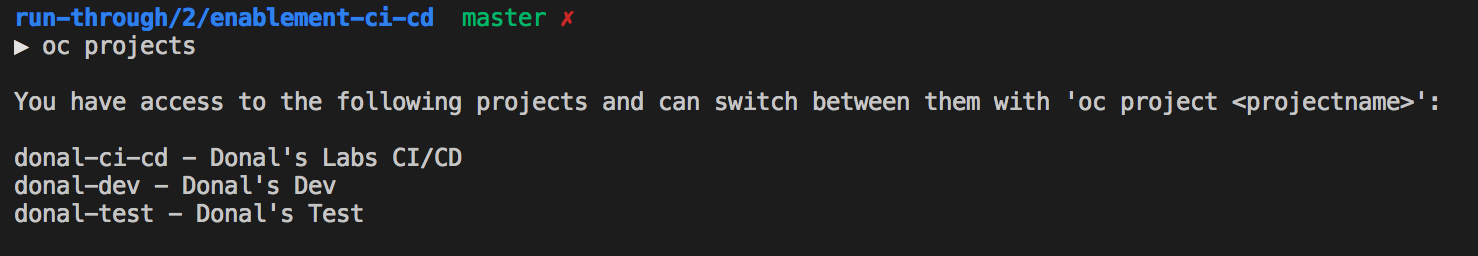 run-through/2/enablement-ci-cd master ✗
▶ oc projects
You have access to the following projects and can switch between them with 'oc project <projectname>':
donal-ci-cd - Donal's Labs CI/CD
donal-dev - Donal's Dev
donal-test - Donal's Test